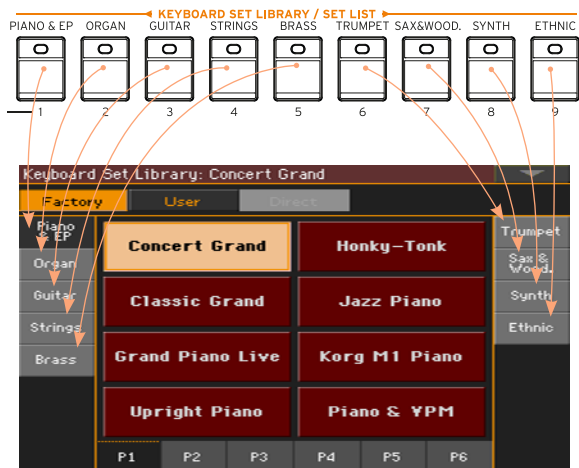 KEYBOARD SET LIBRARY / SET LIST
PIANO & EP ORGAN GUITAR STRINGS BRASS TRUMPET SAX&WOOD. SYNTH ETHNIC
1 2 3 4 5 6 7 8 9
Keyboard Set Library: Concert Grand
Factory User Direct
Piano & EP
Organ
Guitar
Strings
Brass
Concert Grand Honky-Tonk
Classic Grand Jazz Piano
Grand Piano Live Korg M1 Piano
Upright Piano Piano & ¥PM
Trumpet
Sax & Wood.
Synth
Ethnic
P1 P2 P3 P4 P5 P6